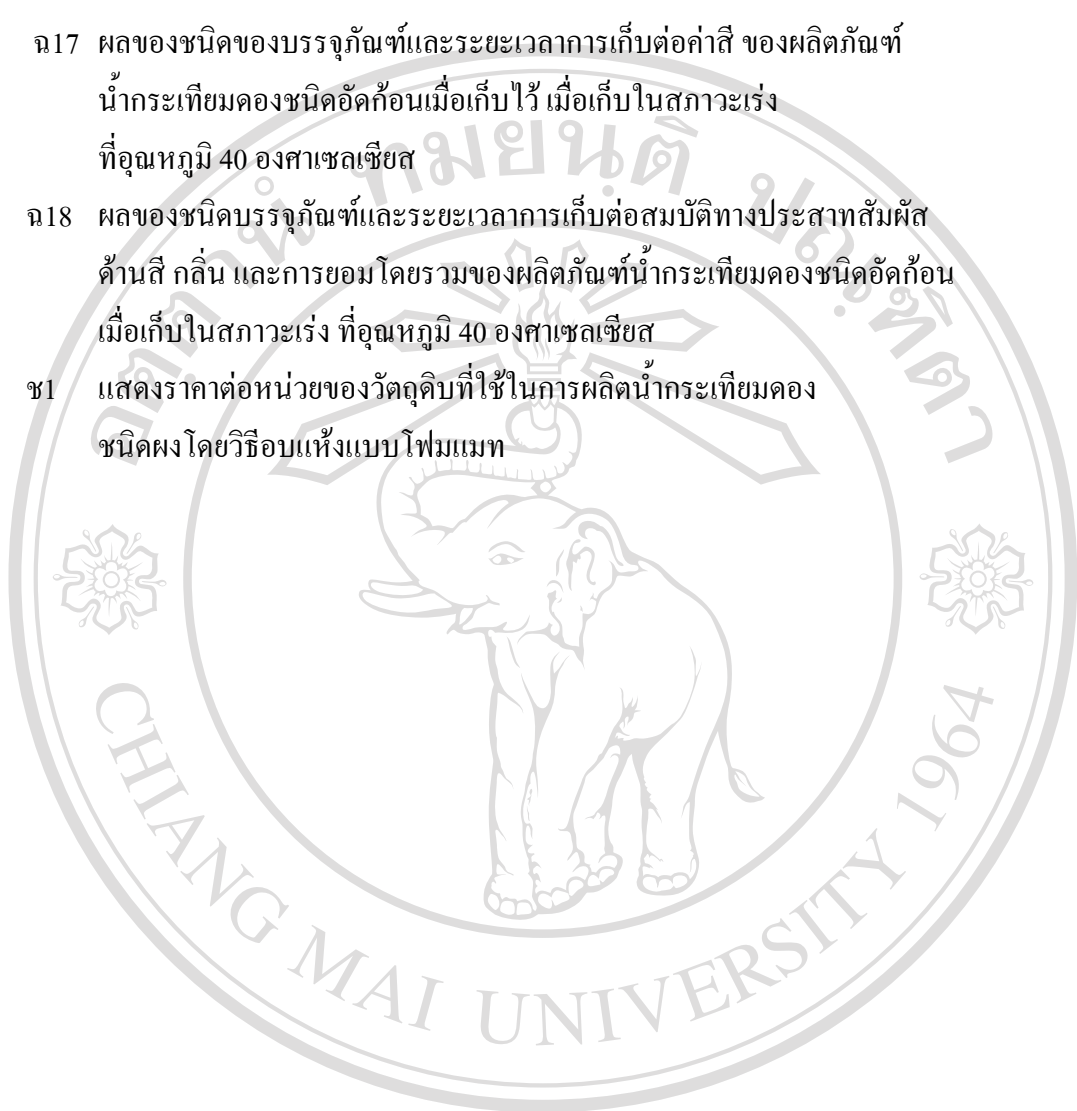 ฉ17 ผลของชนิดของบรรจุภัณฑ์และระยะเวลาการเก็บต่อค่าสี ของผลิตภัณฑ์
น้ำกระเทียมดองชนิดอัดก้อนเมื่อเก็บไว้ เมื่อเก็บในสภาวะเร่ง
ที่อุณหภูมิ 40 องศาเซลเซียส
ฉ18 ผลของชนิดบรรจุภัณฑ์และระยะเวลาการเก็บต่อสมบัติทางประสาทสัมผัส
ด้านสี กลิ่น และการยอมโดยรวมของผลิตภัณฑ์น้ำกระเทียมดองชนิดอัดก้อน
เมื่อเก็บในสภาวะเร่ง ที่อุณหภูมิ 40 องศาเซลเซียส
ช1 แสดงราคาต่อหน่วยของวัตถุดิบที่ใช้ในการผลิตน้ำกระเทียมดอง
ชนิดผงโดยวิธีอบแห้งแบบโฟมแมท
อตฺตานํ ทมยนฺติ ปณฺฑิตา
CHIANG MAI UNIVERSITY 1964